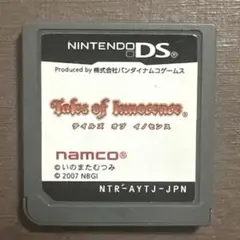 NINTENDO DS®
Produced by 株式会社バンダイナムコゲームス
Tales of Innocence®
テイルズ オブ イノセンス
namco®
©いのまたむつみ
© 2007 NBGI
NTR-AYTJ-JPN